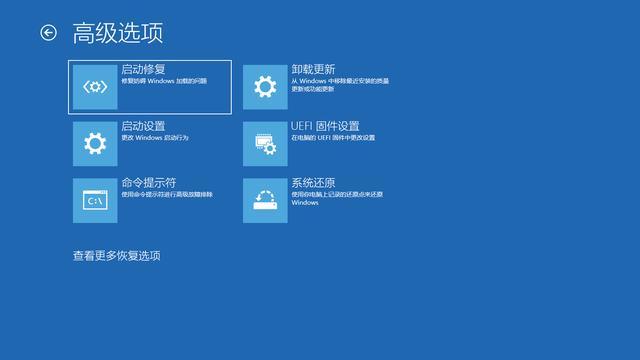 高级选项
启动修复
修复妨碍 Windows 加载的问题
卸载更新
从 Windows 中移除最近安装的质量
更新或功能更新
启动设置
更改 Windows 启动行为
UEFI 固件设置
在电脑的 UEFI 固件中更改设置
命令提示符
使用命令提示符进行高级故障排除
C:\
系统还原
使用你电脑上记录的还原点来还原
Windows
查看更多恢复选项